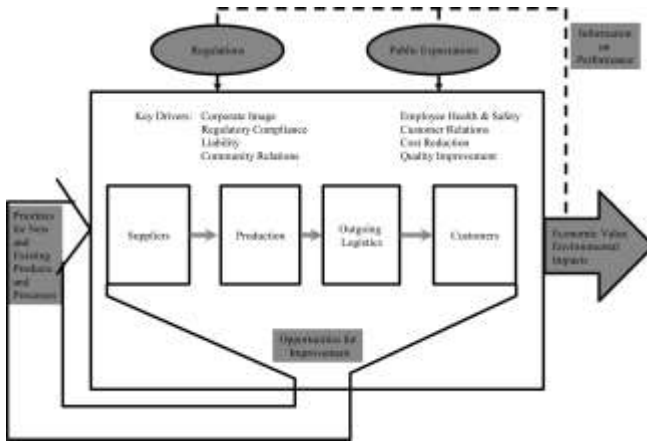 Regulations
Public Expectations
Information
on
Performance
Key Drivers: Corporate Image
Regulatory Compliance
Liability
Community Relations
Employee Health & Safety
Customer Relations
Cost Reduction
Quality Improvement
Priorities
for New
and
Existing
Products
and
Processes
Suppliers
Production
Outgoing
Logistics
Customers
Economic Value
Environmental
Impacts
Opportunities for
Improvement